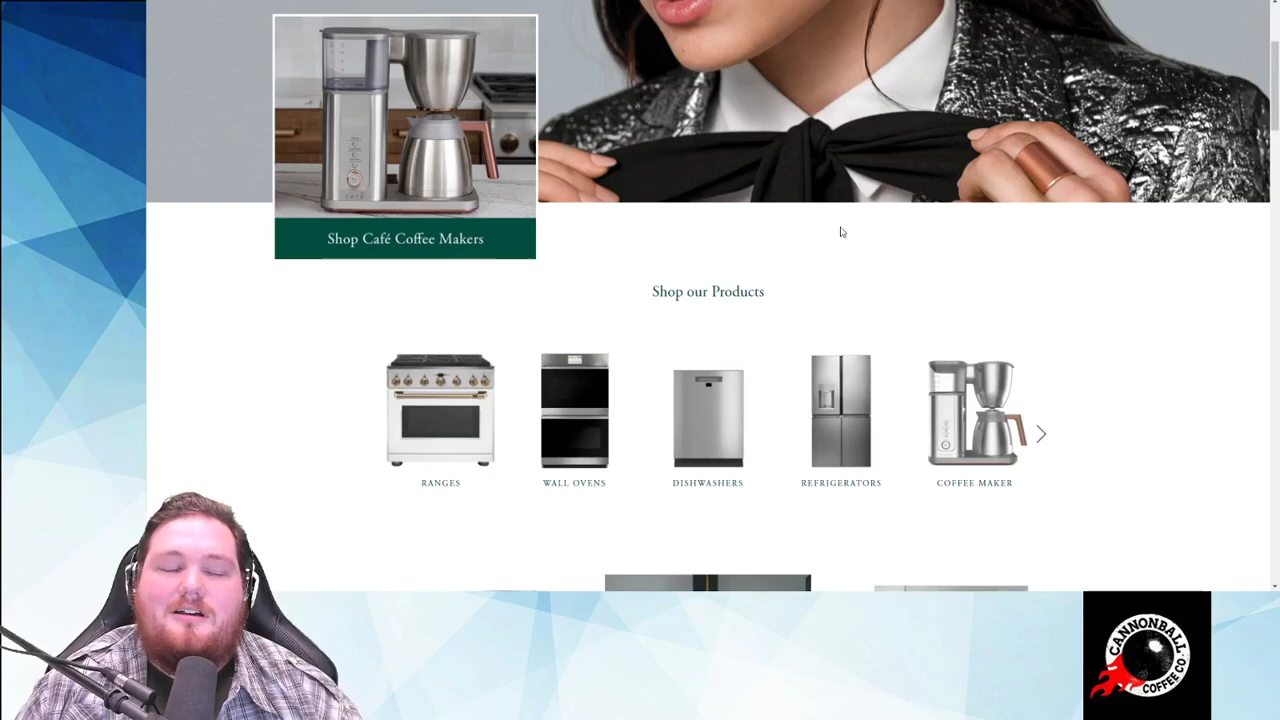 Shop Café Coffee Makers
Shop our Products
RANGES
WALL OVENS
DISHWASHERS
REFRIGERATORS
COFFEE MAKER
CANNONBALL
COFFEE CO.